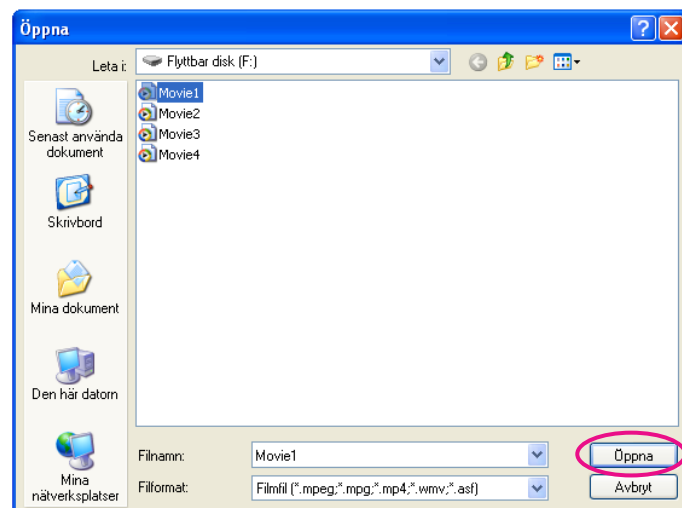 Öppna
Leta i:
Flyttbar disk (F:)
Movie1
Movie2
Movie3
Movie4
Senast använda
dokument
Skrivbord
Mina dokument
Den här datorn
Mina
nätverksplatser
Filnamn:
Movie1
Öppna
Filformat:
Filmfil (*.mpeg;*.mpg;*.mp4;*.wmv;*.asf)
Avbryt